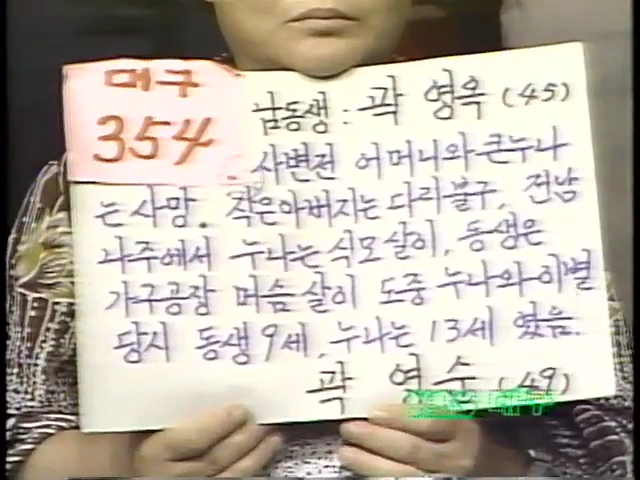 대구
354
남동생 : 곽 영옥 (45)
사변전 어머니와 큰누나
는 사망. 작은아버지는 다리불구, 전남
나주에서 누나는 식모살이, 동생은
가구공장 머슴살이 도중 누나와 이별
당시 동생 9세, 누나는 13세 였음.
곽 영순 (49)